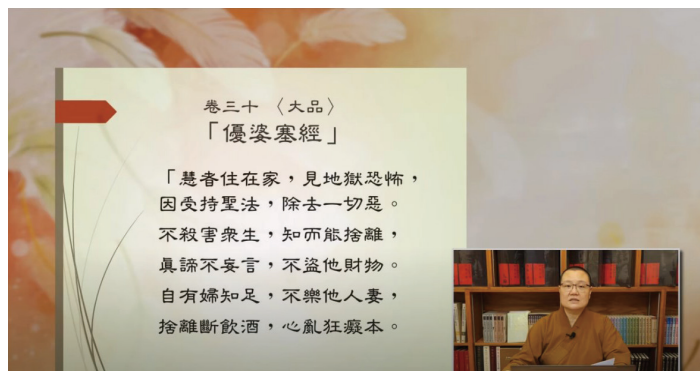 卷三十 〈大品〉
「優婆塞經」
「慧者住在家，見地獄恐怖，
因受持聖法，除去一切惡。
不殺害眾生，知而能捨離，
真諦不妄言，不盜他財物。
自有婦知足，不樂他人妻，
捨離斷飲酒，心亂狂癡本。